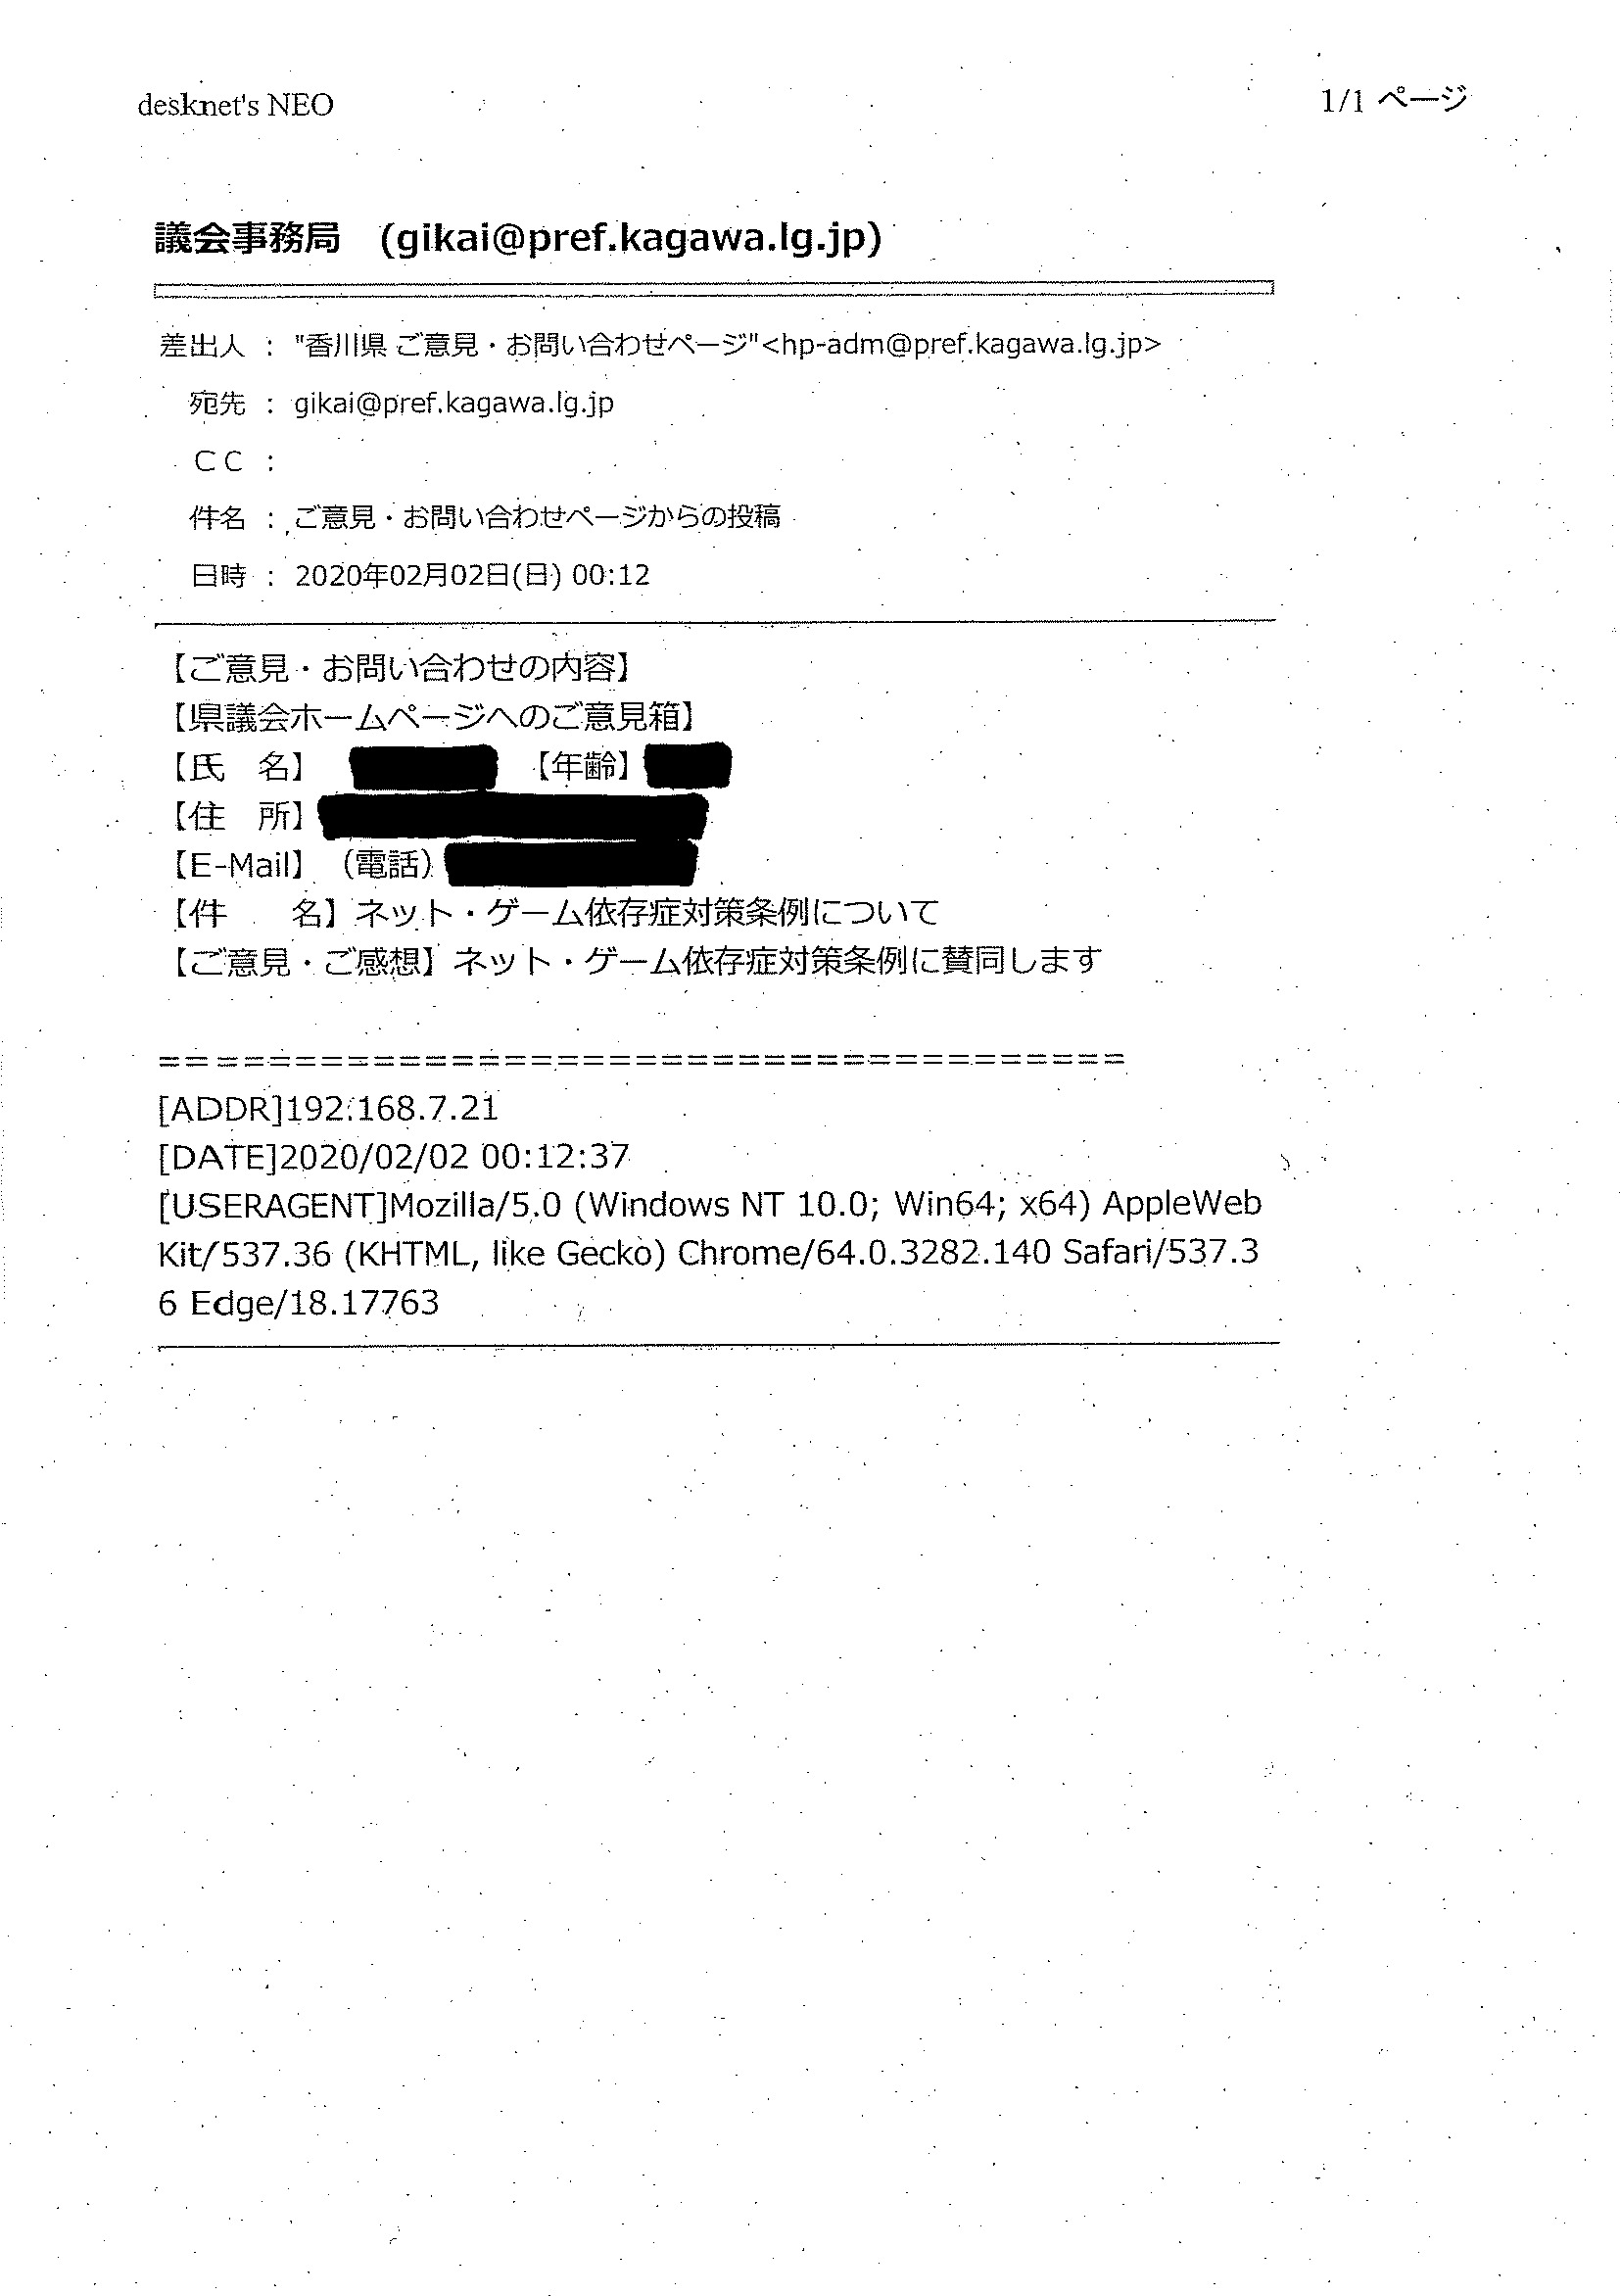 desknet's NEO
1/1 ページ
議会事務局　(gikai@pref.kagawa.lg.jp)
差出人 : "香川県 ご意見・お問い合わせページ"<hp-adm@pref.kagawa.lg.jp>
宛先 : gikai@pref.kagawa.lg.jp
CC :
件名 : ご意見・お問い合わせページからの投稿
日時 : 2020年02月02日(日) 00:12
【ご意見・お問い合わせの内容】
【県議会ホームページへのご意見箱】
【氏　名】　【年齢】
【住　所】
【E-Mail】（電話）
【件　　名】ネット・ゲーム依存症対策条例について
【ご意見・ご感想】ネット・ゲーム依存症対策条例に賛同します
=====================================
[ADDR]192.168.7.21
[DATE]2020/02/02 00:12:37
[USERAGENT]Mozilla/5.0 (Windows NT 10.0; Win64; x64) AppleWeb
Kit/537.36 (KHTML, like Gecko) Chrome/64.0.3282.140 Safari/537.3
6 Edge/18.17763